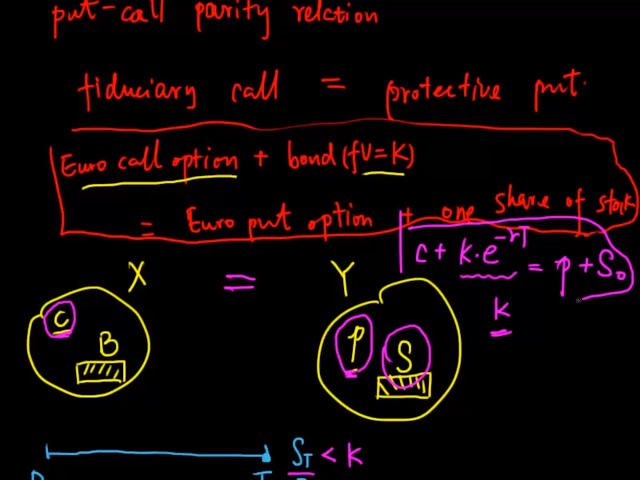 put-call parity relation
fiduciary call = protective put.
Euro call option + bond (fV=K)
= Euro put option + one share of stock
c + k·e^-rT = p + S₀
X = Y
k
c
B
p
S
S_T < K
T